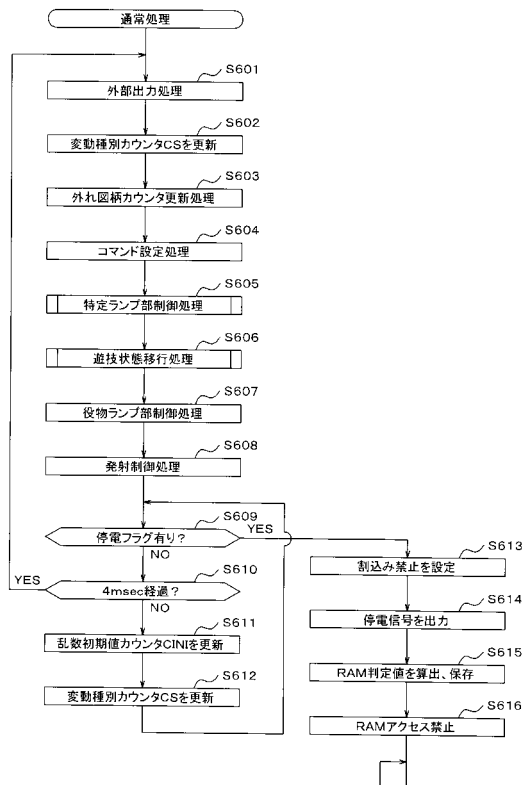 通常処理
S601
外部出力処理
S602
変動種別カウンタCSを更新
S603
外れ図柄カウンタ更新処理
S604
コマンド設定処理
S605
特定ランプ部制御処理
S606
遊技状態移行処理
S607
役物ランプ部制御処理
S608
発射制御処理
S609
停電フラグ有り?
YES
NO
S610
4msec経過?
YES
NO
S611
乱数初期値カウンタCINIを更新
S612
変動種別カウンタCSを更新
S613
割込み禁止を設定
S614
停電信号を出力
S615
RAM判定値を算出、保存
S616
RAMアクセス禁止